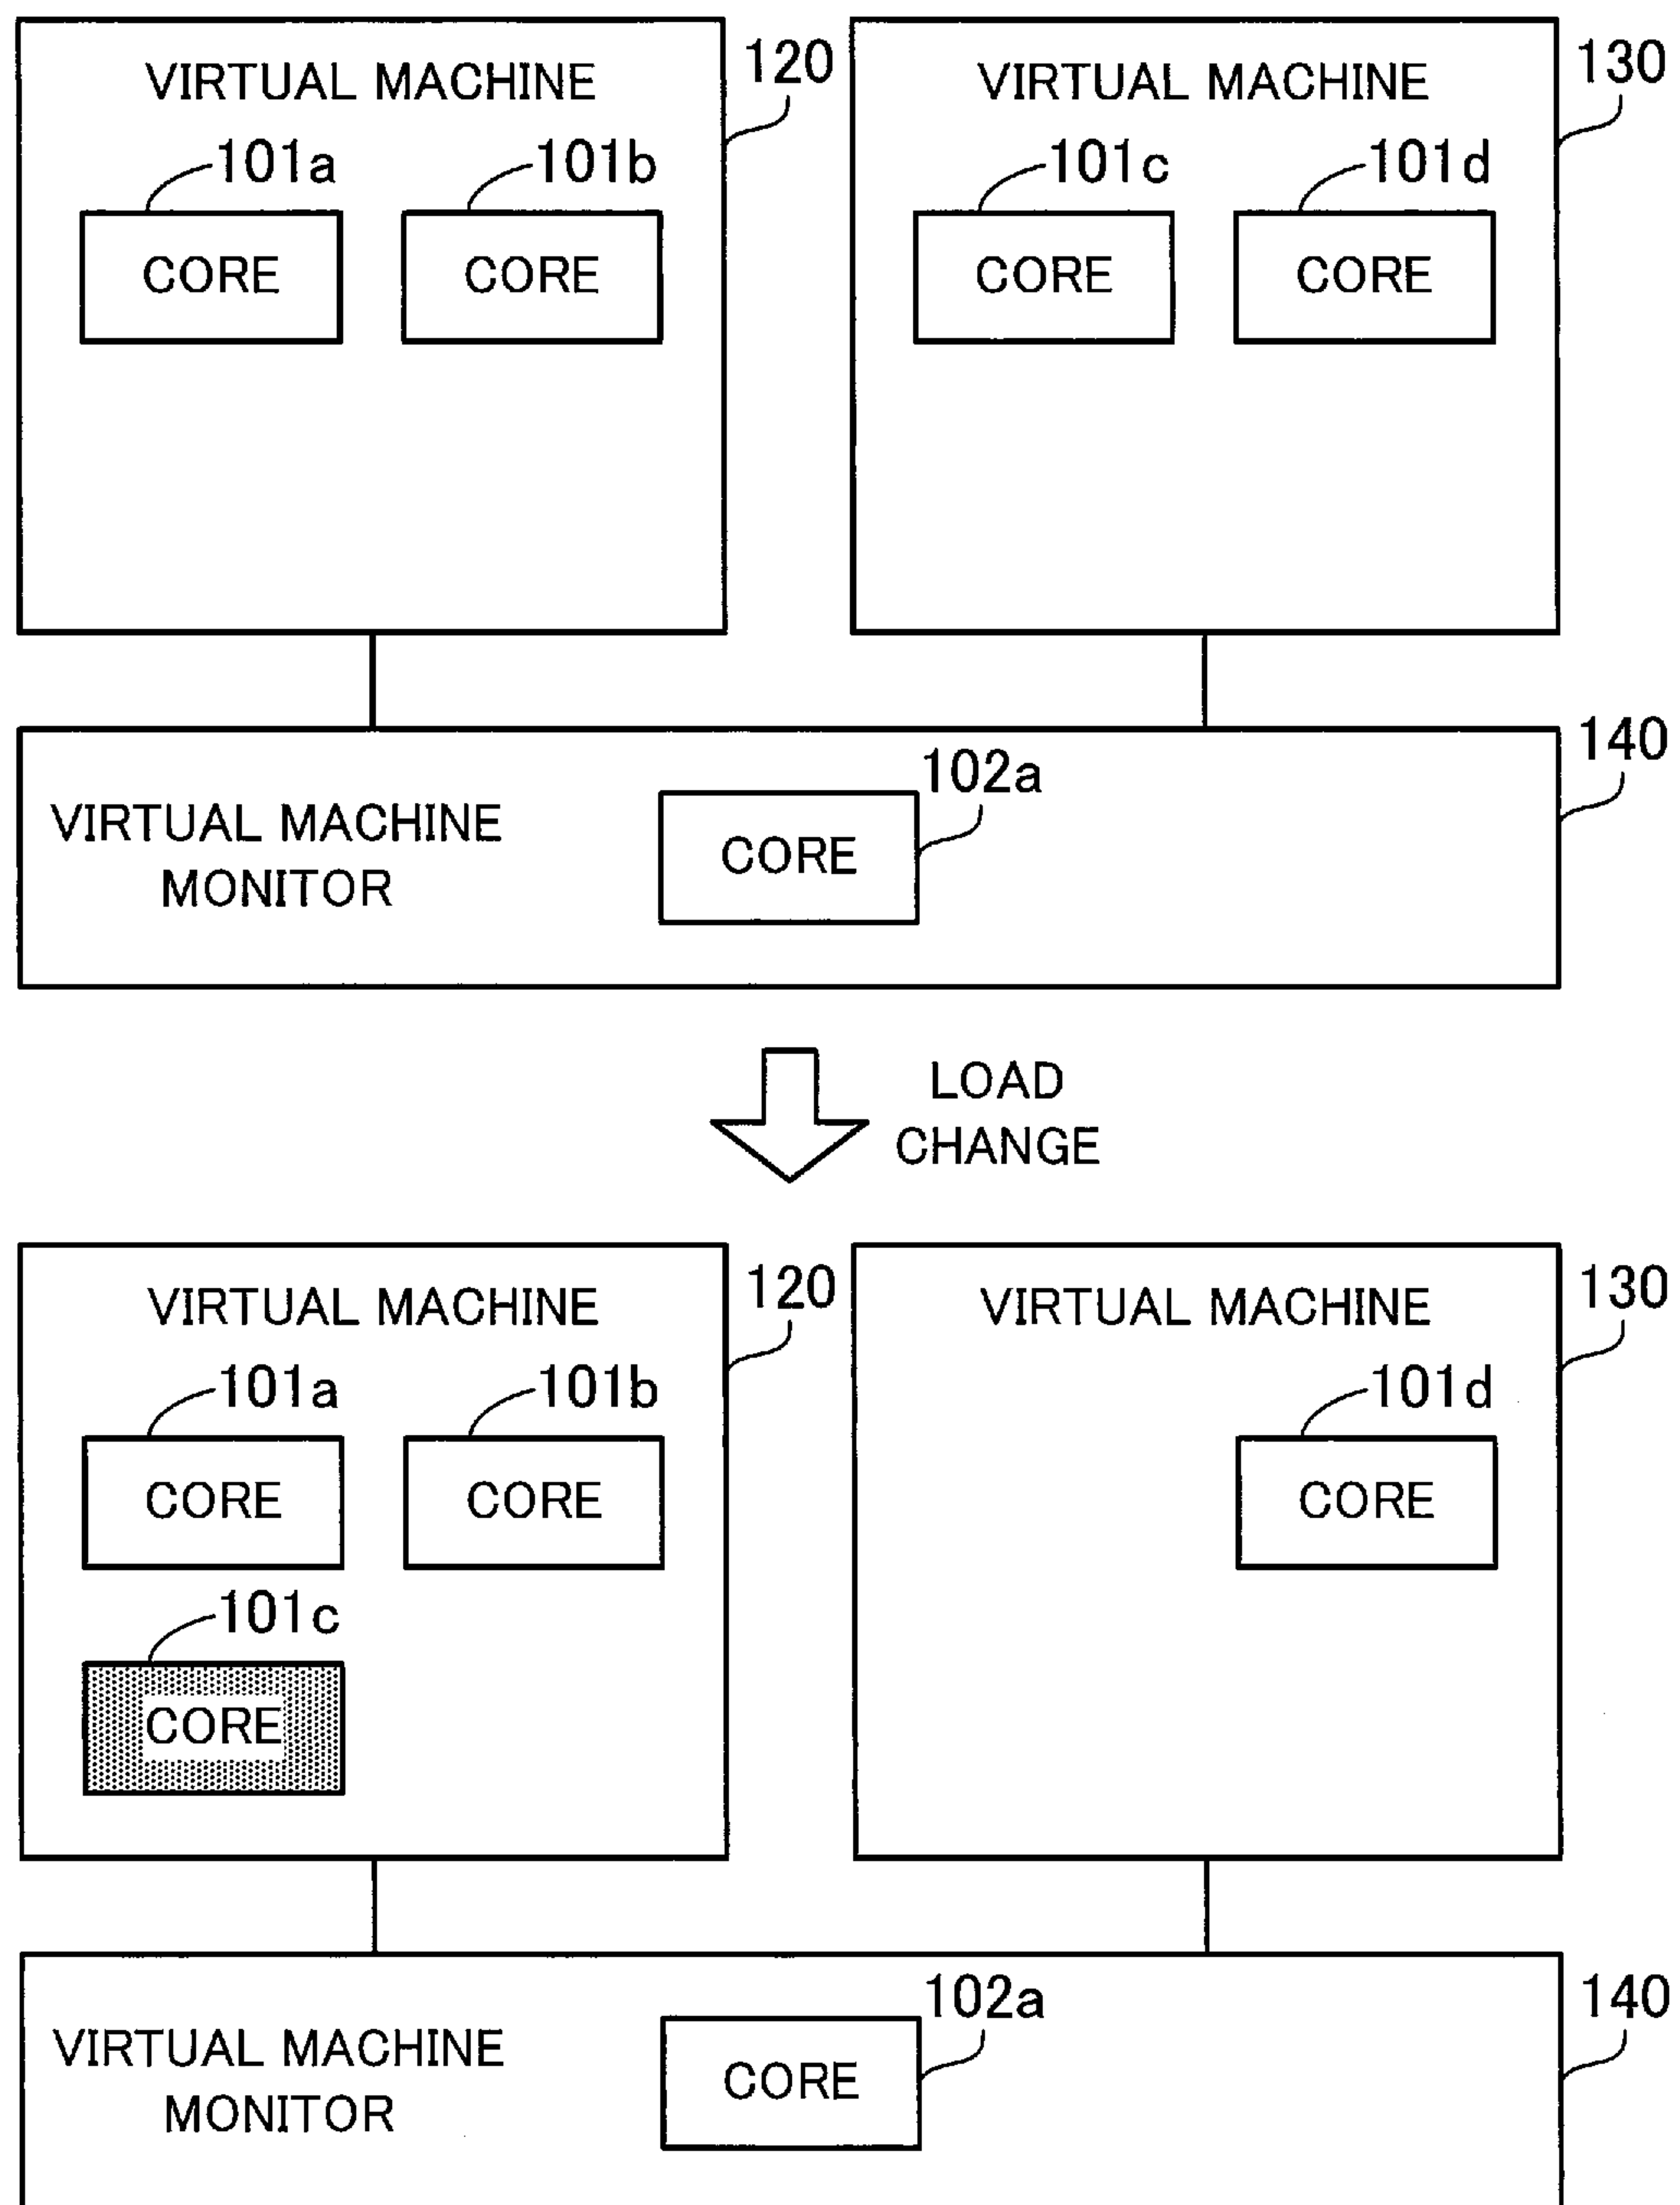 VIRTUAL MACHINE
120
101a
101b
CORE
CORE
VIRTUAL MACHINE
130
101c
101d
CORE
CORE
140
VIRTUAL MACHINE
MONITOR
102a
CORE
LOAD
CHANGE
VIRTUAL MACHINE
120
101a
101b
CORE
CORE
101c
CORE
VIRTUAL MACHINE
130
101d
CORE
140
VIRTUAL MACHINE
MONITOR
102a
CORE